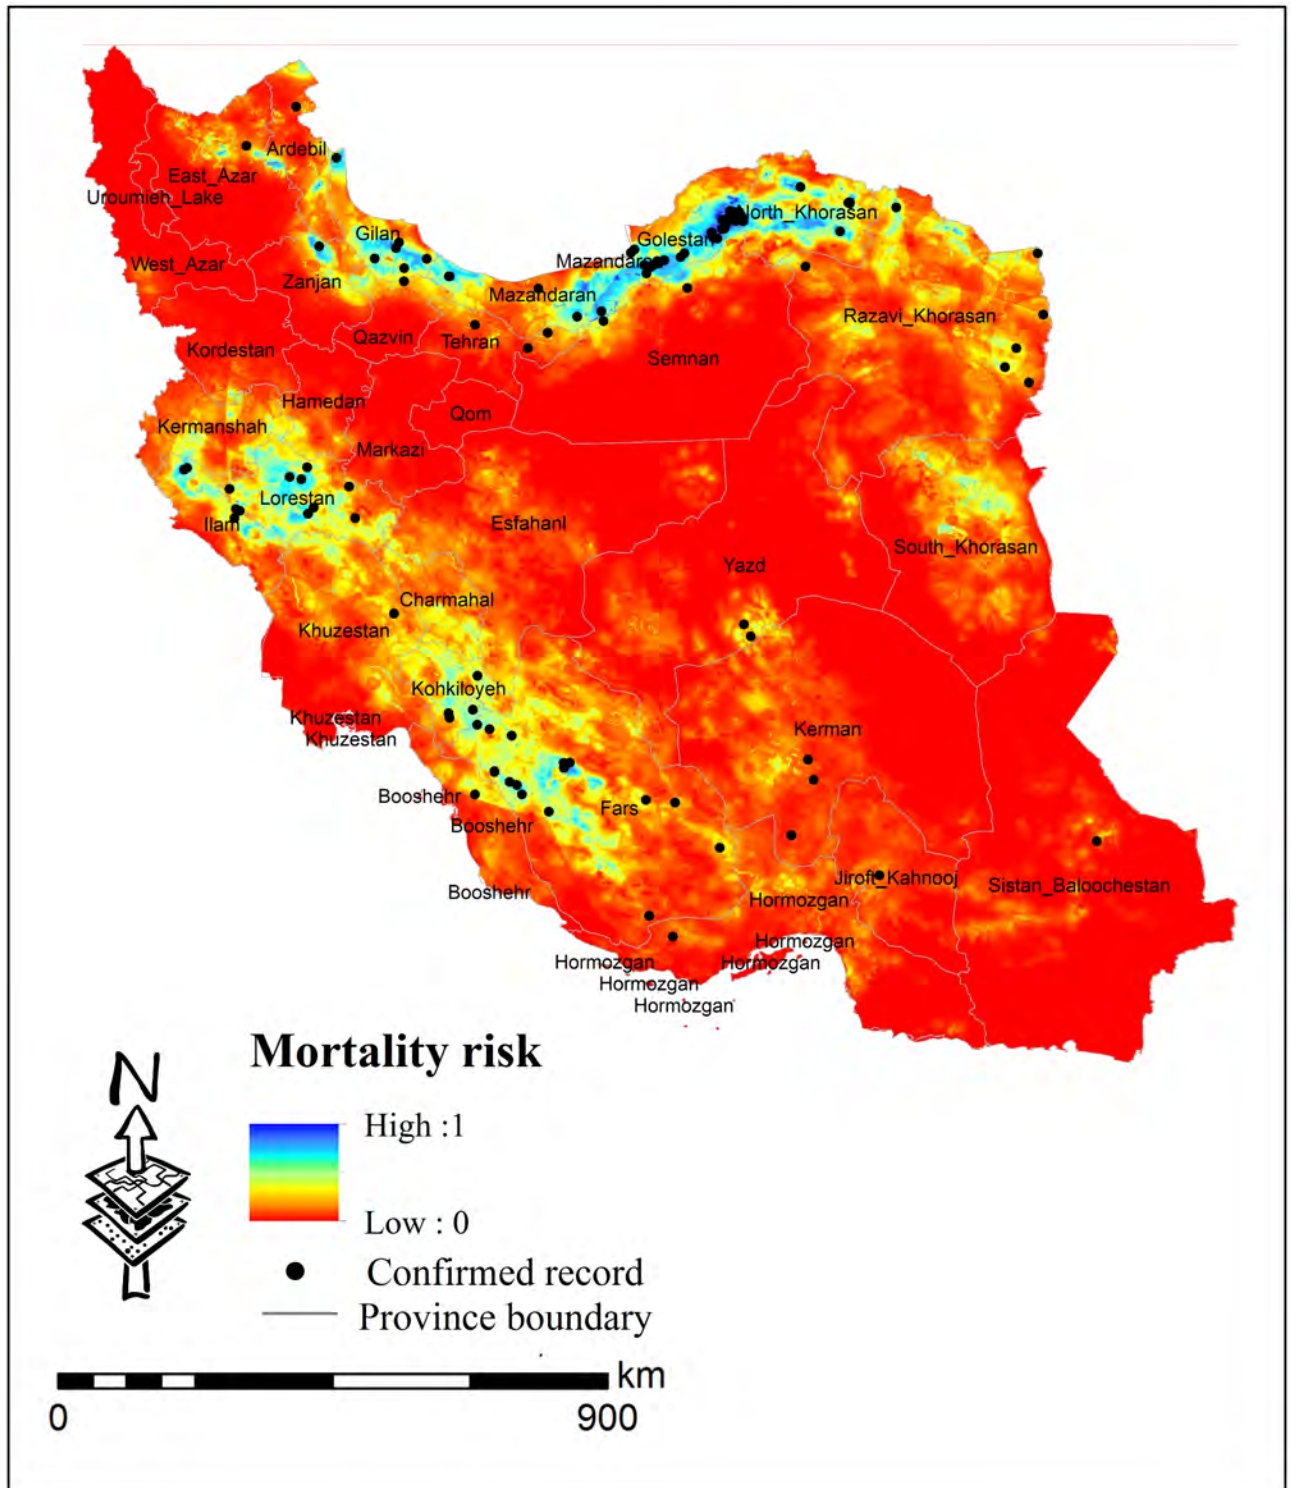 Ardebil
East_Azar
Uroumieh_Lake
Gilan
North_Khorasan
Golestan
West_Azar
Mazandaran
Zanjan
Mazandaran
Razavi_Khorasan
Qazvin
Tehran
Kordestan
Semnan
Hamedan
Qom
Kermanshah
Markazi
Lorestan
Ilam
Esfahanl
South_Khorasan
Yazd
Charmahal
Khuzestan
Kohkiloyeh
Khuzestan
Khuzestan
Kerman
Booshehr
Fars
Booshehr
Jiroft_Kahnooj
Sistan_Baloochestan
Booshehr
Hormozgan
Hormozgan
Hormozgan
Hormozgan
Hormozgan
Hormozgan
N
Mortality risk
High :1
Low : 0
Confirmed record
Province boundary
km
0 900